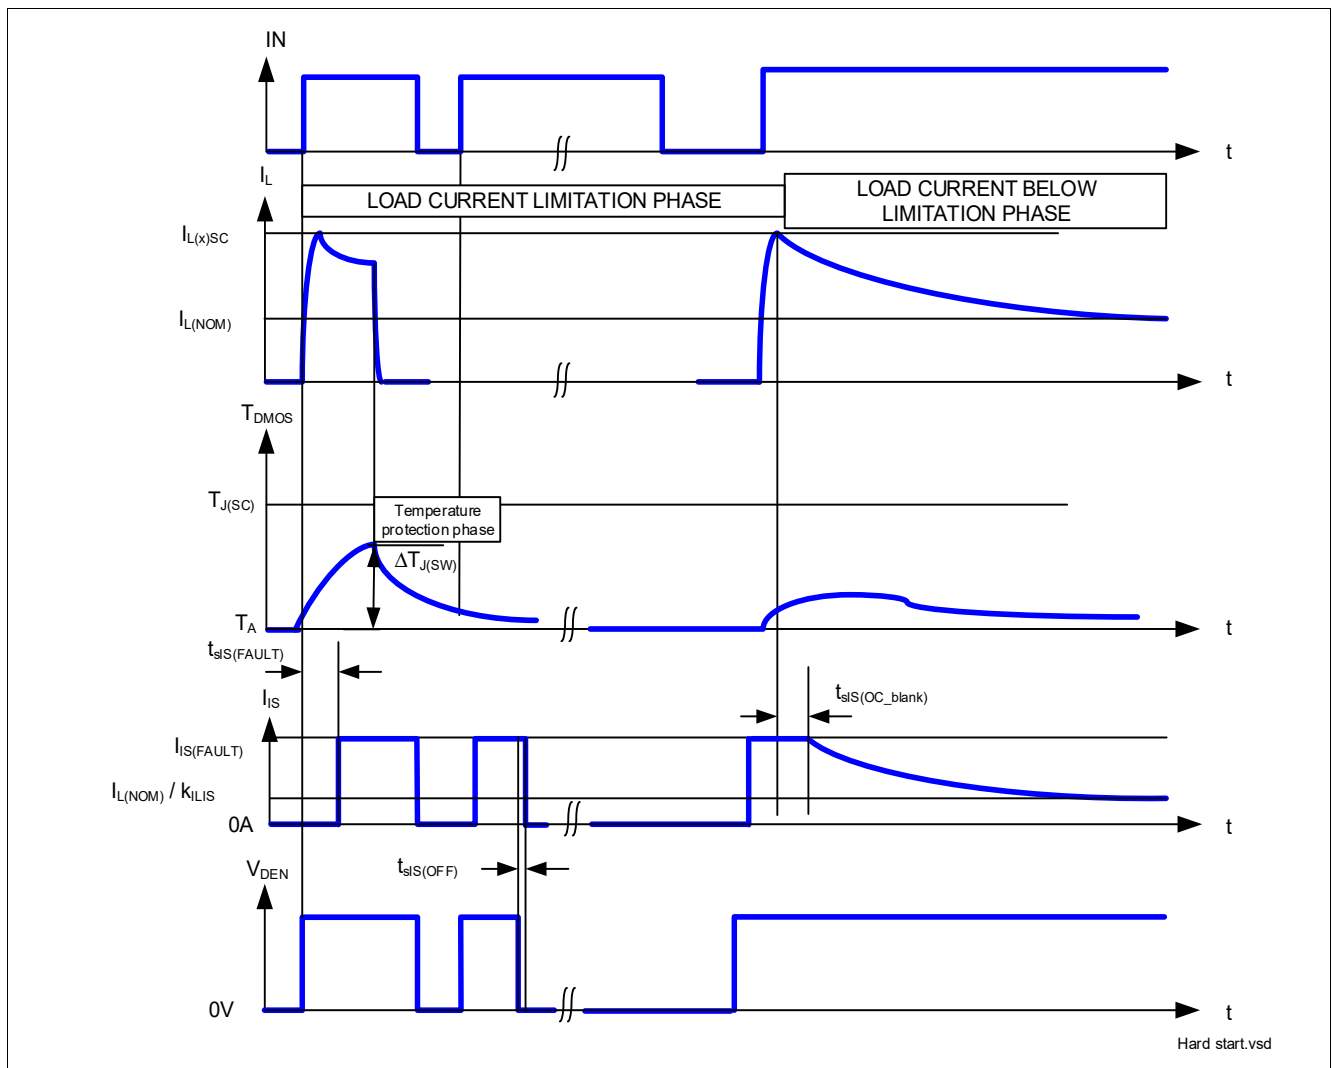 IN
t
IL
LOAD CURRENT LIMITATION PHASE
LOAD CURRENT BELOW
LIMITATION PHASE
IL(x)SC
IL(NOM)
t
TDMOS
TJ(SC)
Temperature
protection phase
ΔTJ(SW)
TA
t
tsIS(FAULT)
IIS
tsIS(OC_blank)
IIS(FAULT)
IL(NOM) / kILIS
0A
t
VDEN
tsIS(OFF)
0V
t
Hard start.vsd